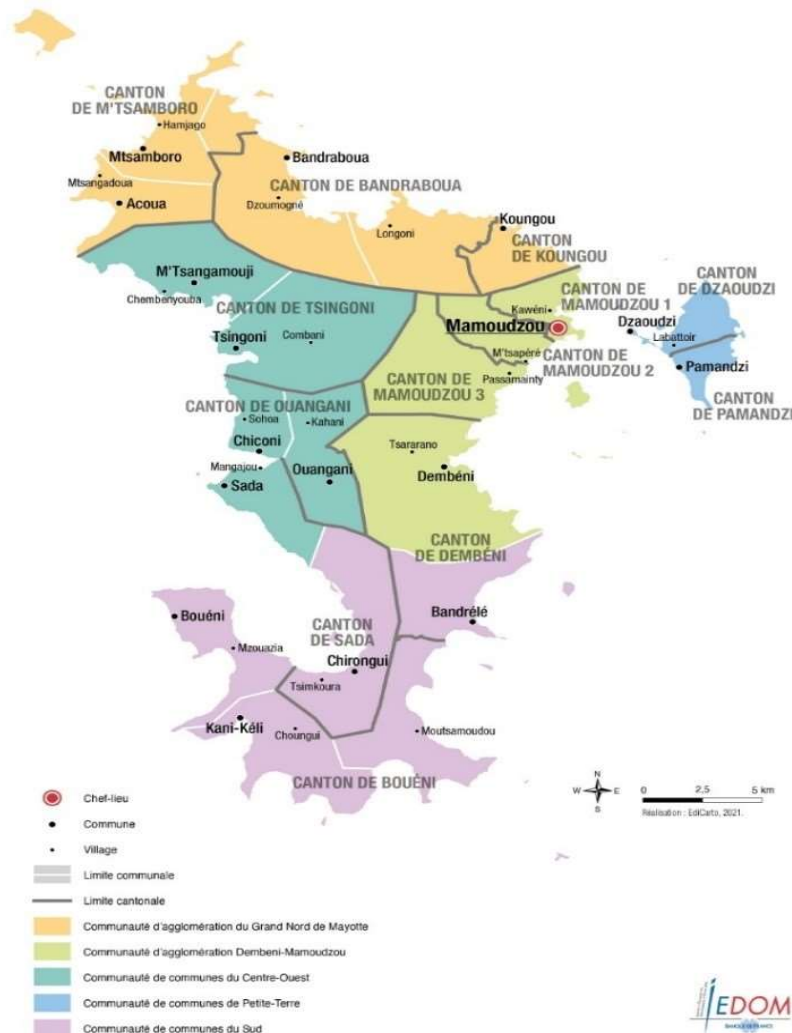 CANTON
DE M'TSAMBORO
Hamjago
Mtsamboro
Bandraboua
Mtsangadoua
CANTON DE BANDRABOUA
Dzoumogné
Acoua
Koungou
Longoni
CANTON
DE KOUNGOU
M'Tsangamouji
CANTON
DE DZAOUDZI
CANTON DE
MAMOUDZOU 1
Chembenyouba
CANTON DE TSINGONI
Kawéni
Mamoudzou
Dzaoudzi
Labattoir
Tsingoni
Combani
M'tsapéré
CANTON DE
MAMOUDZOU 2
Pamandzi
Passamainty
CANTON DE
MAMOUDZOU 3
CANTON
DE PAMANDZI
CANTON DE OUANGANI
Sohoa
Kahani
Chiconi
Tsararano
Mangajou
Ouangani
Dembéni
Sada
CANTON
DE DEMBÉNI
Bouéni
Bandrélé
CANTON
DE SADA
Mzouazia
Chirongui
Tsimkoura
Kani-Kéli
Choungui
Moutsamoudou
CANTON DE BOUÉNI
N
W E
S
0 2,5 5 km
Réalisation : EdiCarto, 2021.
Chef-lieu
Commune
Village
Limite communale
Limite cantonale
Communauté d'agglomération du Grand Nord de Mayotte
Communauté d'agglomération Dembeni-Mamoudzou
Communauté de communes du Centre-Ouest
Communauté de communes de Petite-Terre
Communauté de communes du Sud
IEDOM
BANQUE DE FRANCE